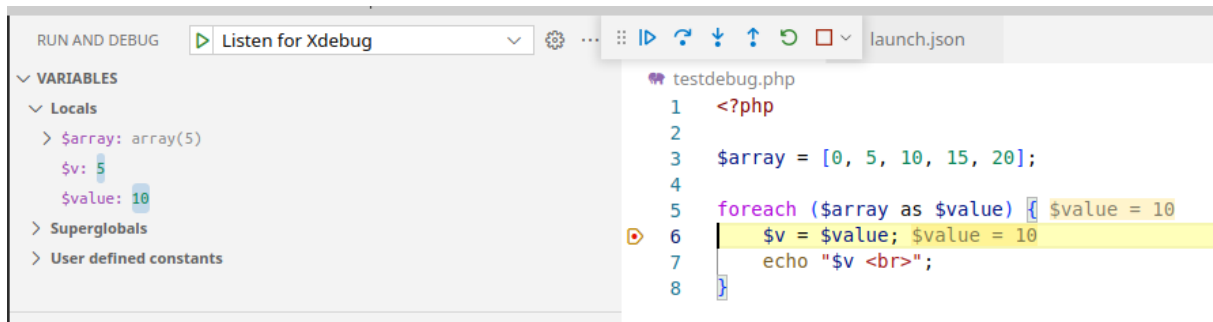 RUN AND DEBUG Listen for Xdebug ...
launch.json
VARIABLES
Locals
$array: array(5)
$v: 5
$value: 10
Superglobals
User defined constants
testdebug.php
1 <?php
2
3 $array = [0, 5, 10, 15, 20];
4
5 foreach ($array as $value) { $value = 10
6 $v = $value; $value = 10
7 echo "$v <br>";
8 }